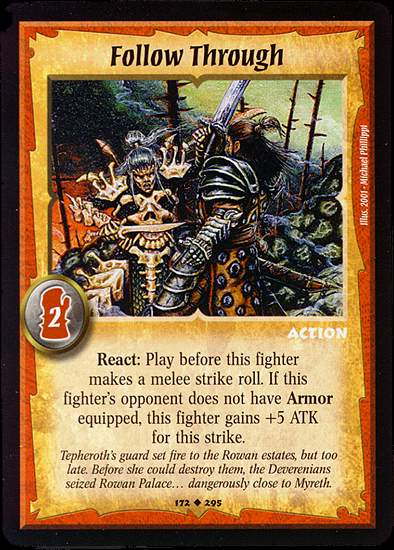 Follow Through
Illus. 2001 - Michael Phillippi
2
ACTION
React: Play before this fighter
makes a melee strike roll. If this
fighter's opponent does not have Armor
equipped, this fighter gains +5 ATK
for this strike.
Tepheroth's guard set fire to the Rowan estates, but too
late. Before she could destroy them, the Deverenians
seized Rowan Palace... dangerously close to Myreth.
172 ◆ 295